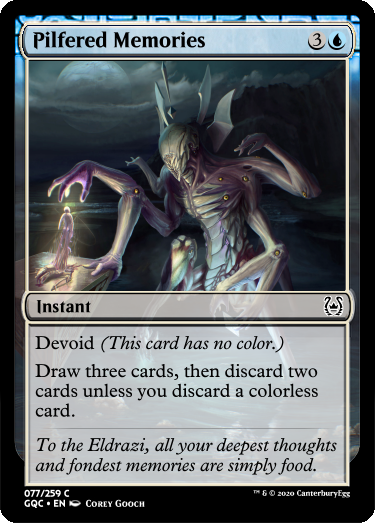 Pilfered Memories 3
Instant
Devoid (This card has no color.)
Draw three cards, then discard two
cards unless you discard a colorless
card.
To the Eldrazi, all your deepest thoughts
and fondest memories are simply food.
077/259 C
GQC • EN Corey Gooch
™ & © 2020 CanterburyEgg